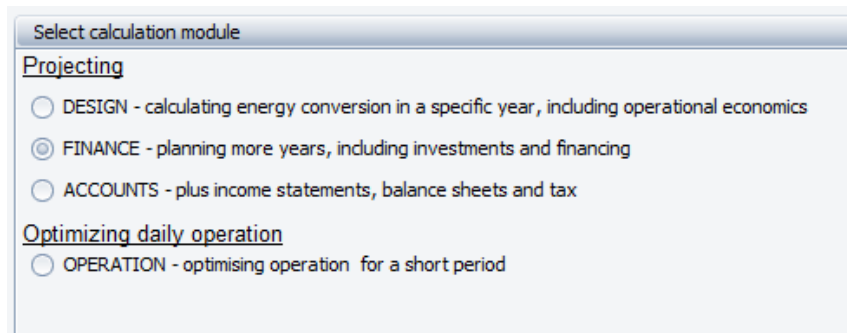 Select calculation module
Projecting
DESIGN - calculating energy conversion in a specific year, including operational economics
FINANCE - planning more years, including investments and financing
ACCOUNTS - plus income statements, balance sheets and tax
Optimizing daily operation
OPERATION - optimising operation  for a short period